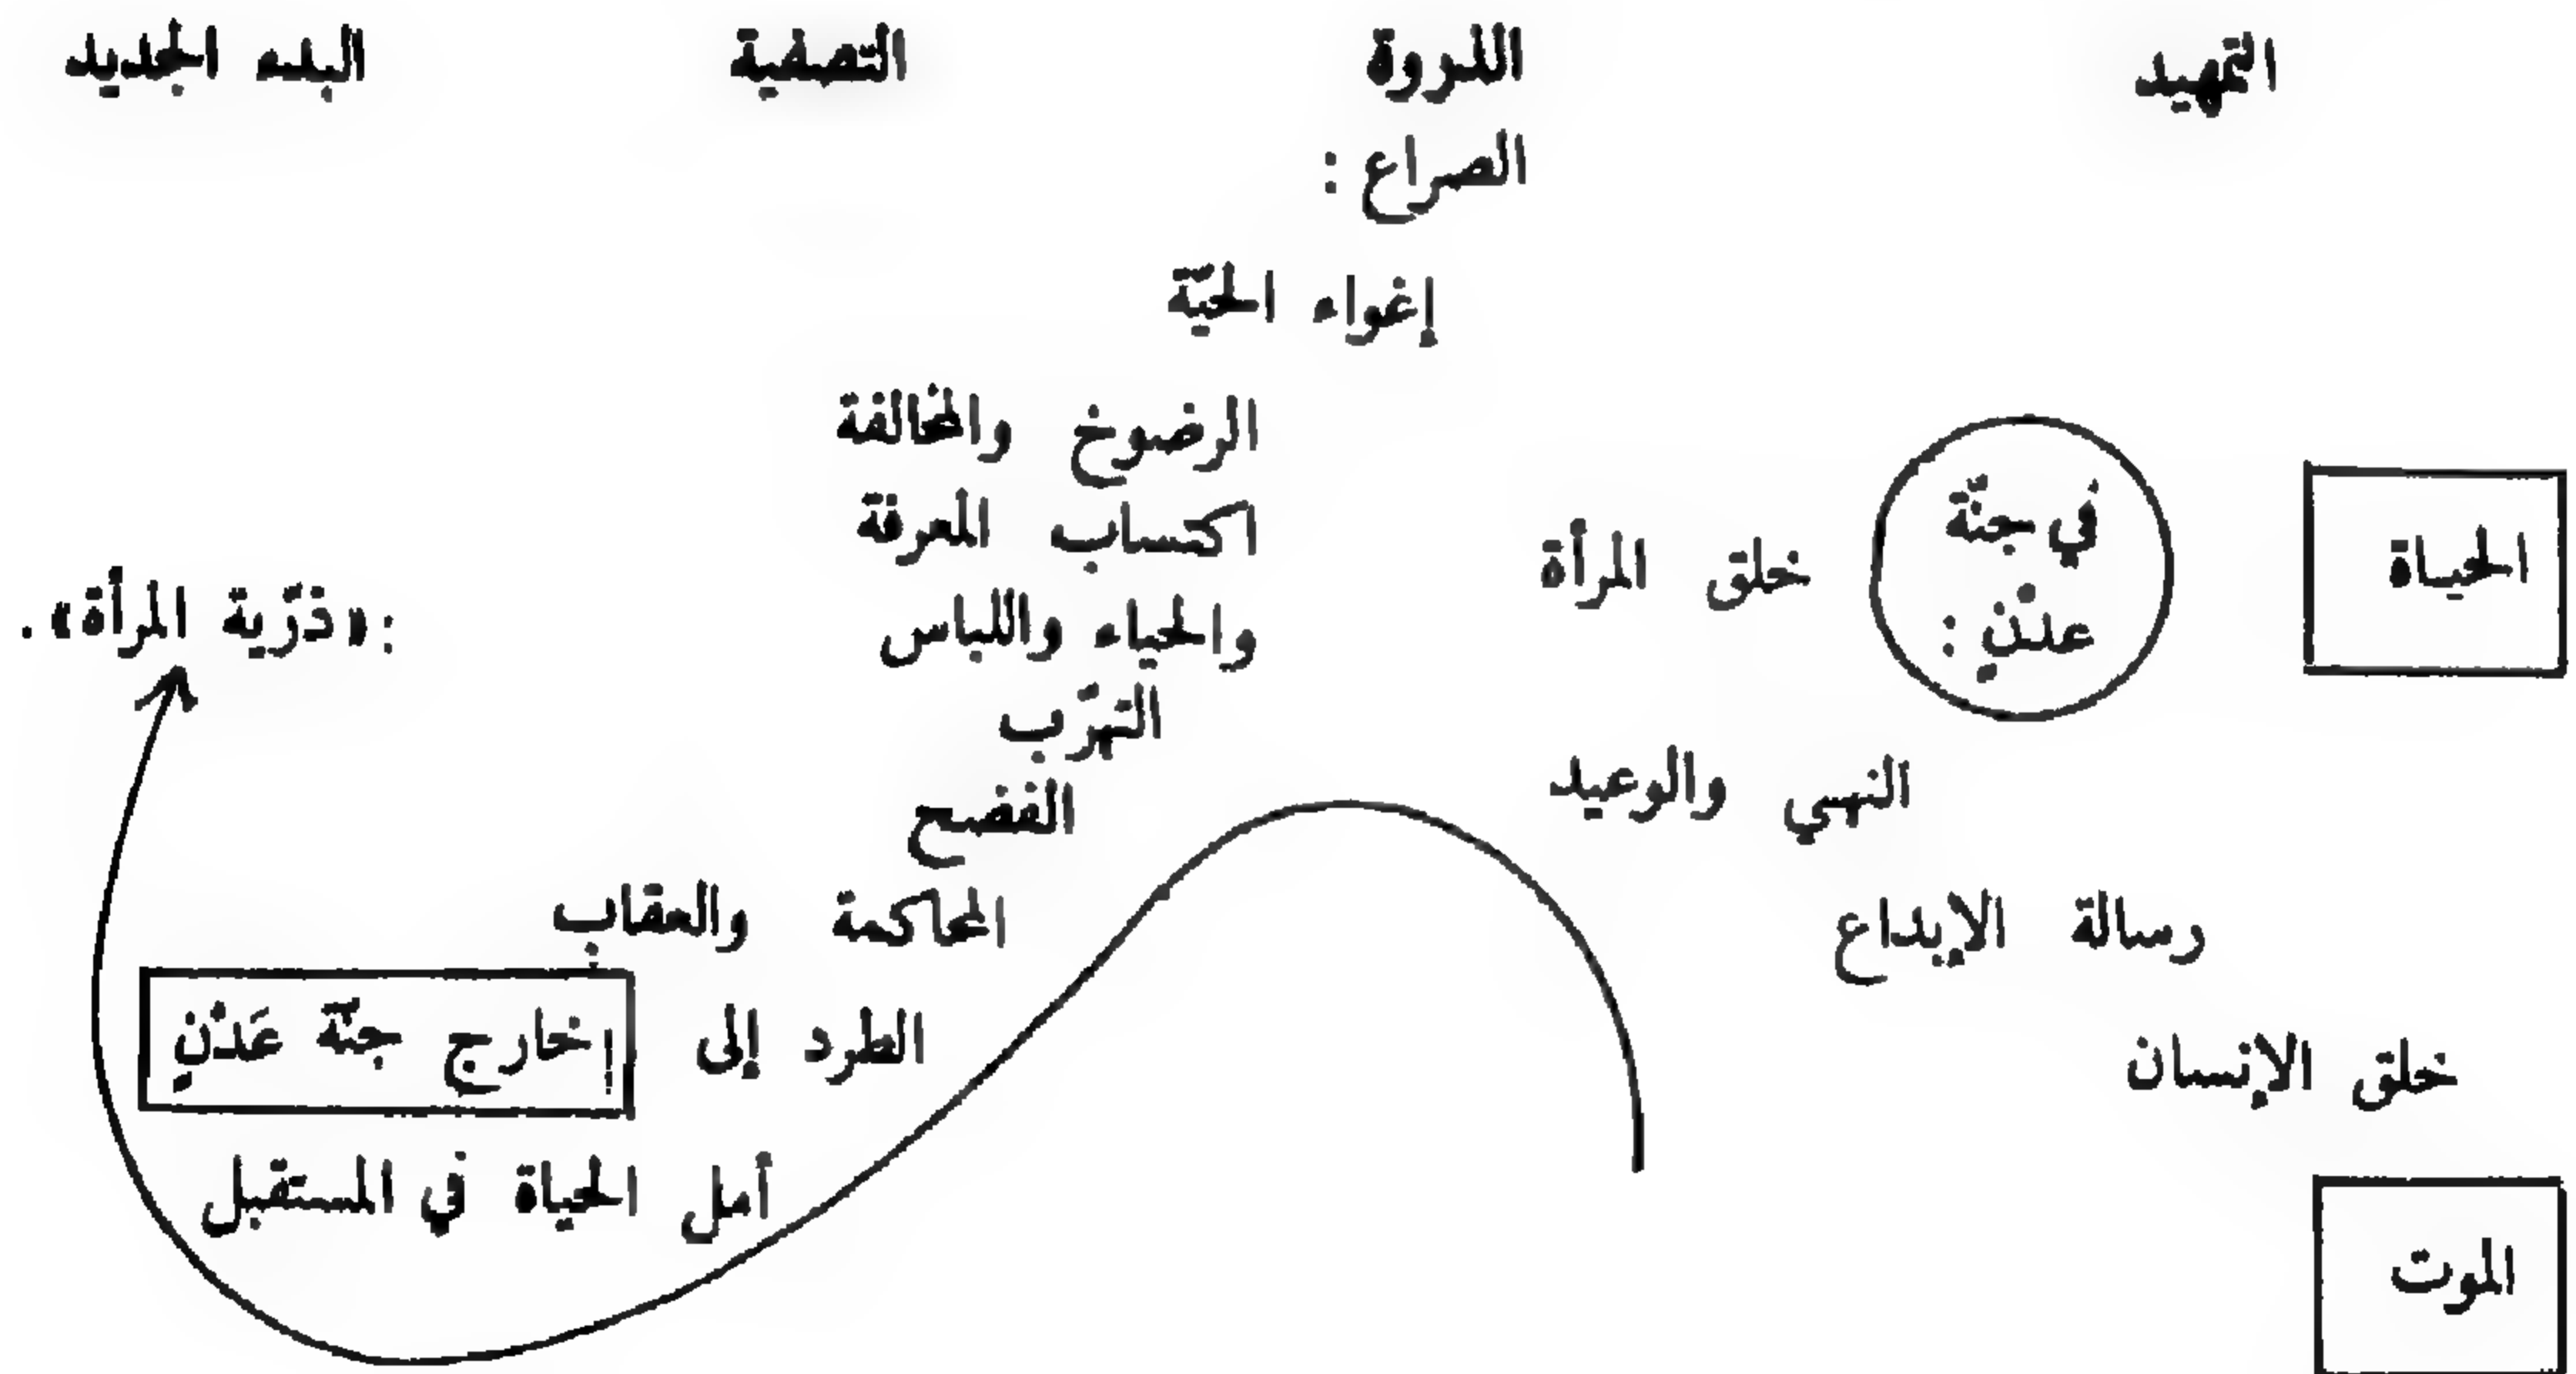 التمهيد الذروة التصفية البدء الجديد
الصراع :
إغواء الحيّة
الرضوخ والمخالفة
الحياة في جنّة خلق المرأة اكتساب المعرفة
عدْنٍ : والحياء واللباس :«ذرّية المرأة».
التهرّب
النهي والوعيد الفضح
رسالة الإبداع المحاكمة والعقاب
خلق الإنسان الطرد إلى خارج جنّة عَدْنٍ
أمل الحياة في المستقبل
الموت